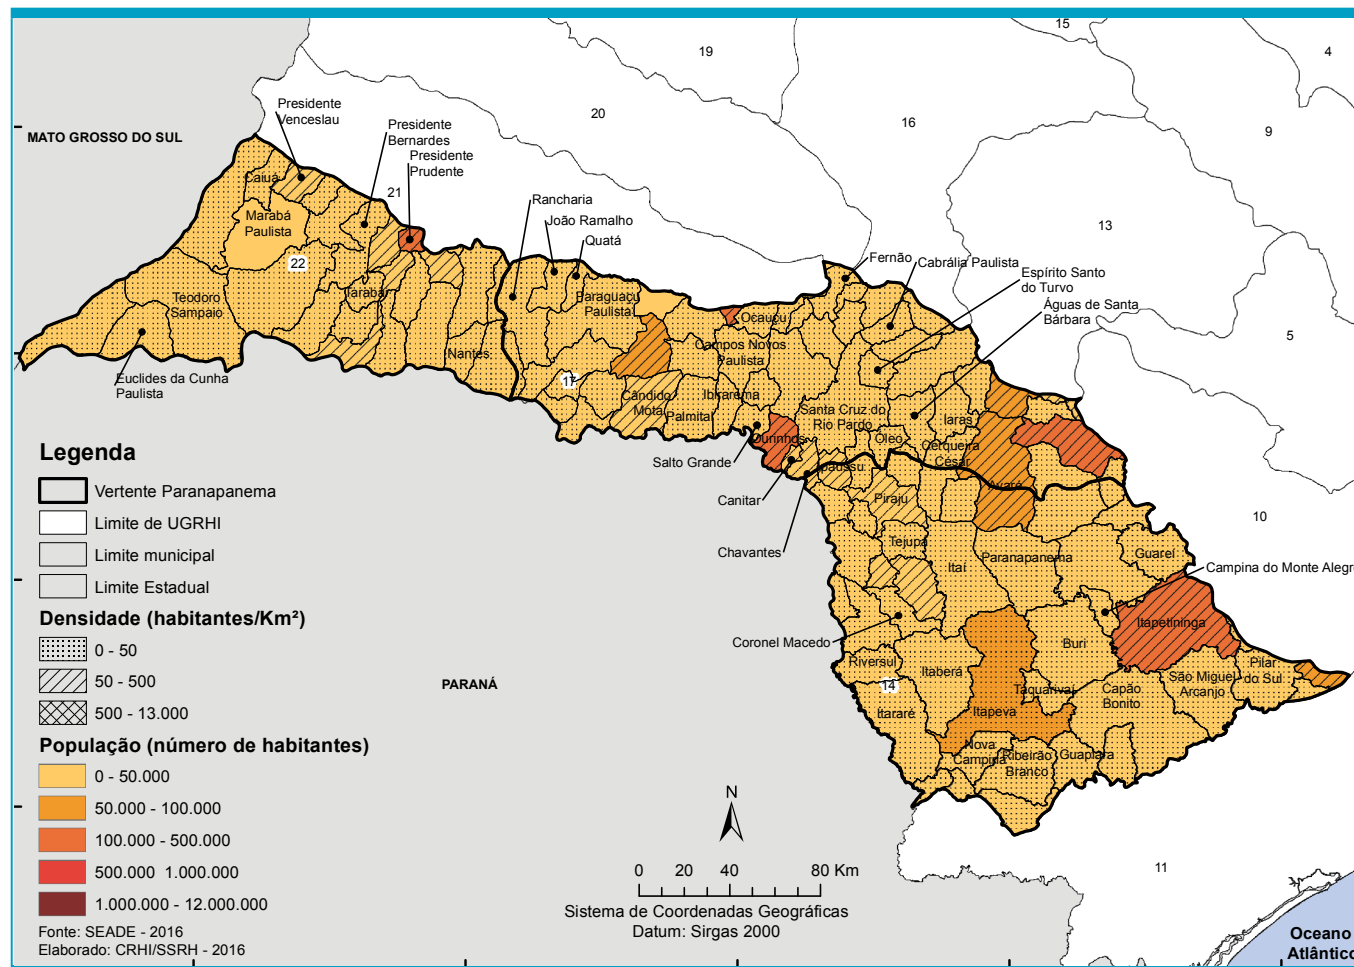 15
19
4
20
16
9
13
5
10
11
21
22
17
14
MATO GROSSO DO SUL
Presidente
Venceslau
Presidente
Bernardes
Presidente
Prudente
Caiuá
Marabá
Paulista
Rancharia
João Ramalho
Quatá
Fernão
Cabrália Paulista
Espírito Santo
do Turvo
Águas de Santa
Bárbara
Teodoro
Sampaio
Tarabai
Nantes
Paraguaçu
Paulista
Ocauçu
Campos Novos
Paulista
Euclides da Cunha
Paulista
Cândido
Mota
Palmital
Ibirarema
Santa Cruz do
Rio Pardo
Óleo
Iaras
Cerqueira
César
Ourinhos
Ipaussu
Avaré
Salto Grande
Canitar
Chavantes
Piraju
Tejupá
Itaí
Paranapanema
Guareí
Campina do Monte Alegre
Itapetininga
Coronel Macedo
Buri
Riversul
Itaberá
Taquarivaí
Capão
Bonito
São Miguel
Arcanjo
Pilar
do Sul
Itararé
Itapeva
Nova
Campina
Ribeirão
Branco
Guapiara
PARANÁ
Legenda
Vertente Paranapanema
Limite de UGRHI
Limite municipal
Limite Estadual
Densidade (habitantes/Km²)
0 - 50
50 - 500
500 - 13.000
População (número de habitantes)
0 - 50.000
50.000 - 100.000
100.000 - 500.000
500.000 1.000.000
1.000.000 - 12.000.000
Fonte: SEADE - 2016
Elaborado: CRHI/SSRH - 2016
N
0 20 40 80 Km
Sistema de Coordenadas Geográficas
Datum: Sirgas 2000
Oceano
Atlântico